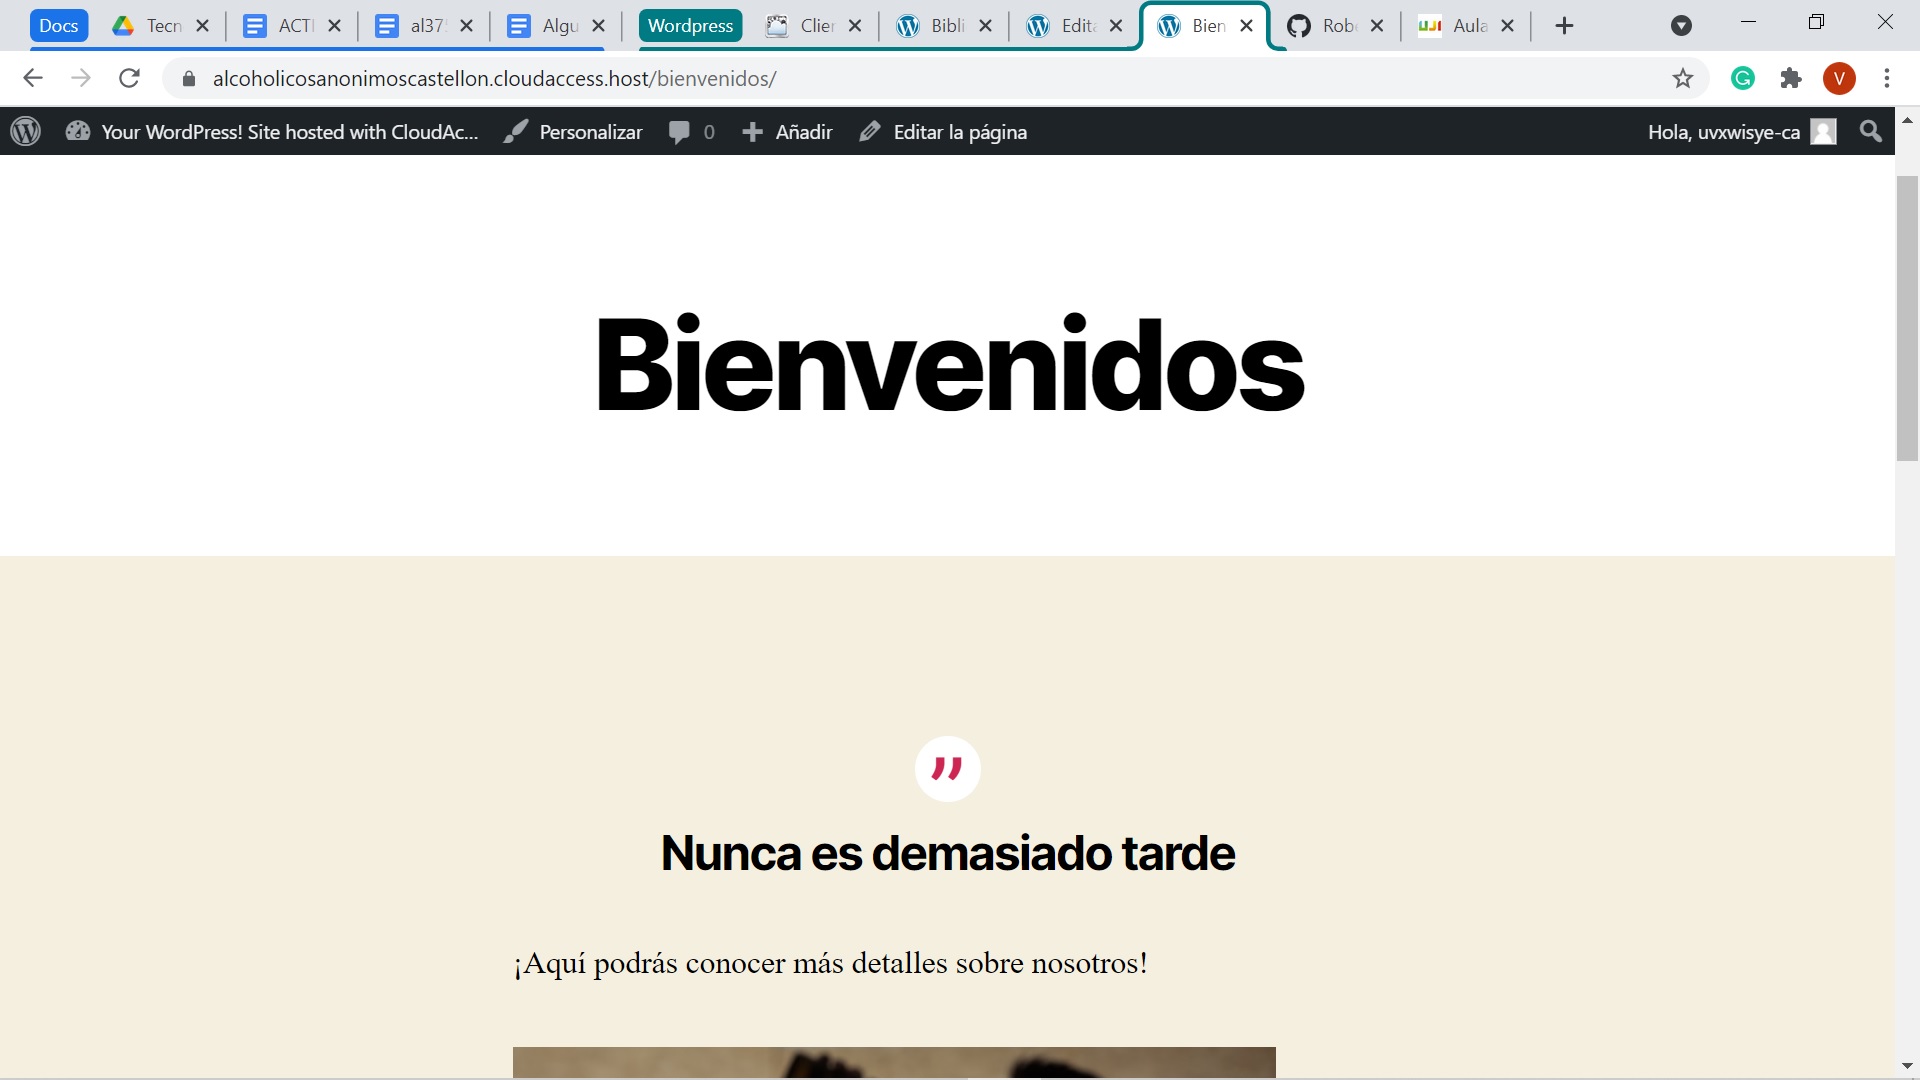 Docs Tecn ACTI al375 Algu Wordpress Clier Bibli Edita Bien Rob Aula
alcoholicosanonimoscastellon.cloudaccess.host/bienvenidos/ V
Your WordPress! Site hosted with CloudAc... Personalizar 0 Añadir Editar la página Hola, uvxwisye-ca
Bienvenidos
”
Nunca es demasiado tarde
¡Aquí podrás conocer más detalles sobre nosotros!